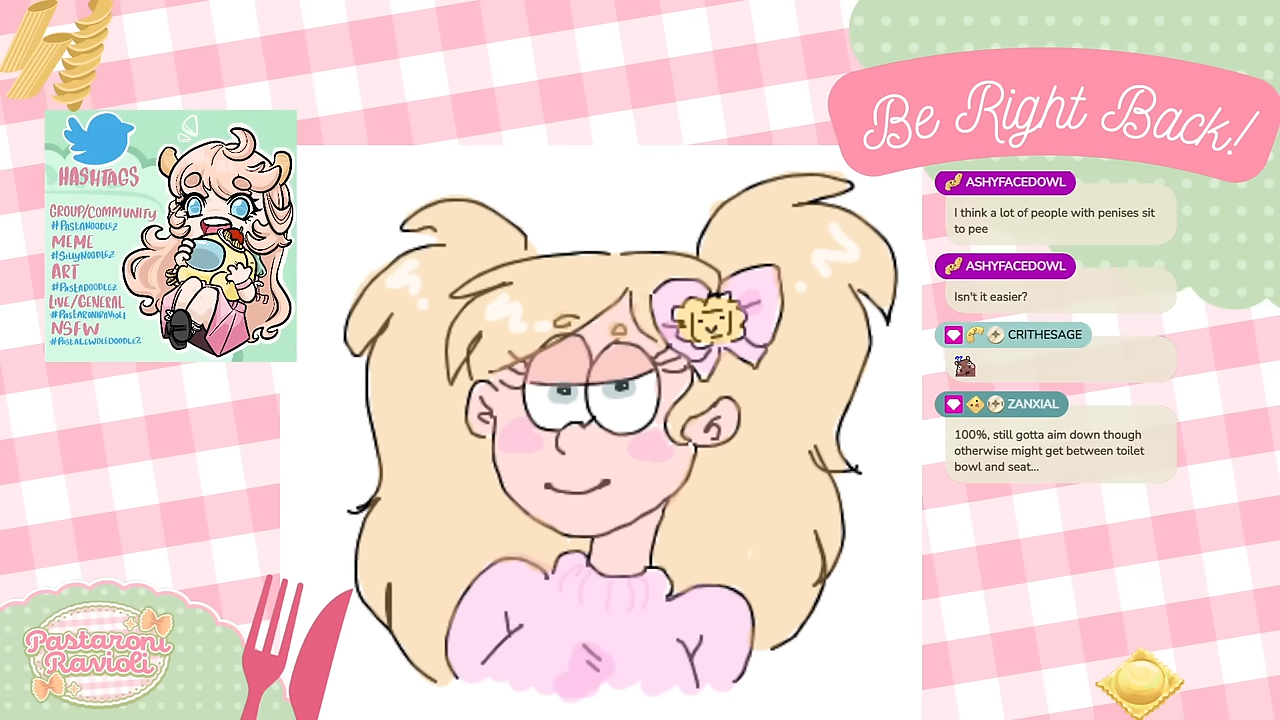 Be Right Back!
HASHTAGS
GROUP/COMMUNITY
#PASTANOODLEZ
MEME
#SILLYNOODLEZ
ART
#PASTADOODLEZ
LIVE/GENERAL
#PASTARONIRAVIOLI
NSFW
#PASTALEWDLEDOODLEZ
ASHYFACEDOWL
I think a lot of people with penises sit
to pee
ASHYFACEDOWL
Isn't it easier?
CRITHESAGE
ZANXIAL
100%, still gotta aim down though
otherwise might get between toilet
bowl and seat...
Pastaroni
Ravioli